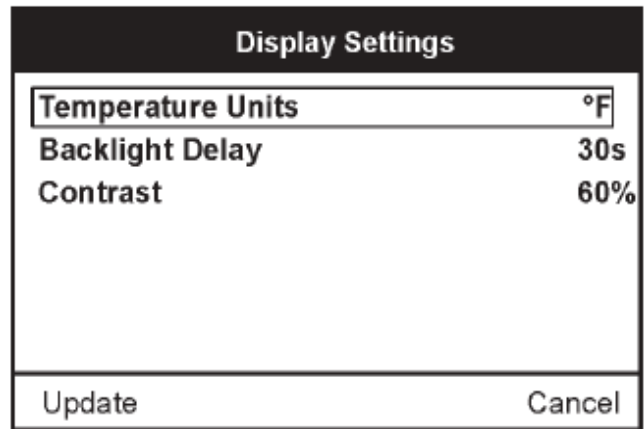 Display Settings
Temperature Units °F
Backlight Delay 30s
Contrast 60%
Update Cancel